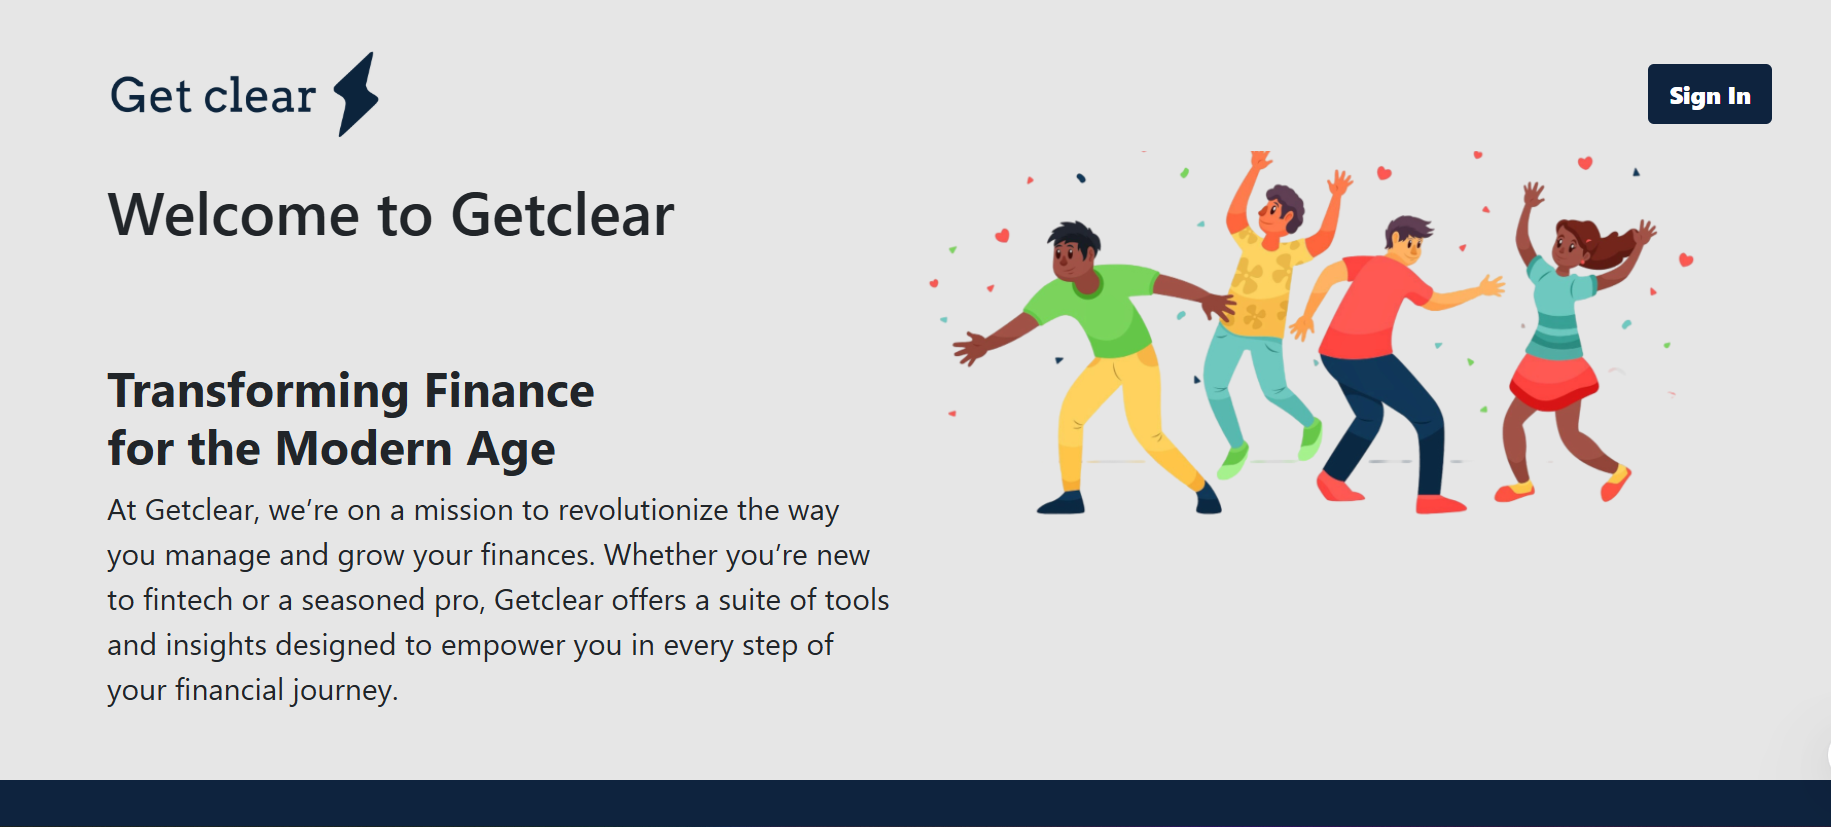 Get clear
Sign In
Welcome to Getclear
Transforming Finance
for the Modern Age
At Getclear, we’re on a mission to revolutionize the way
you manage and grow your finances. Whether you’re new
to fintech or a seasoned pro, Getclear offers a suite of tools
and insights designed to empower you in every step of
your financial journey.